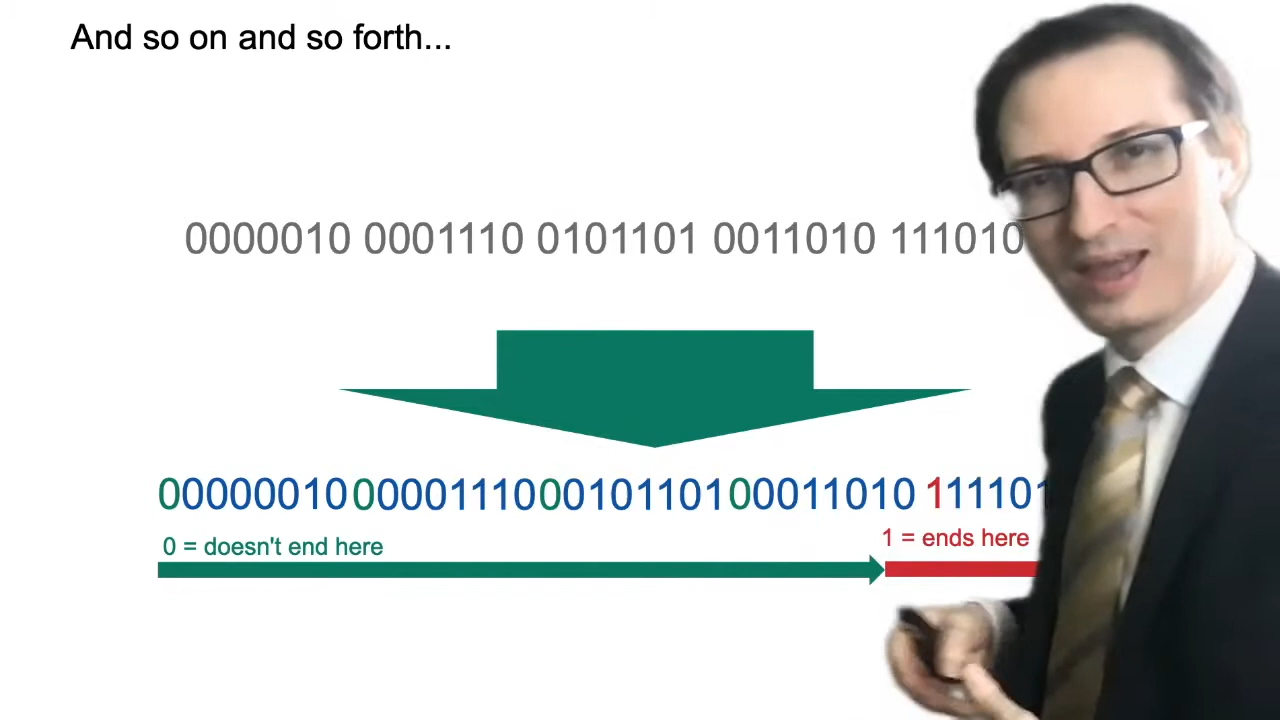 And so on and so forth...
0000010 0001110 0101101 0011010 111010
00000010000011100010110100011010 11110
0 = doesn't end here
1 = ends here